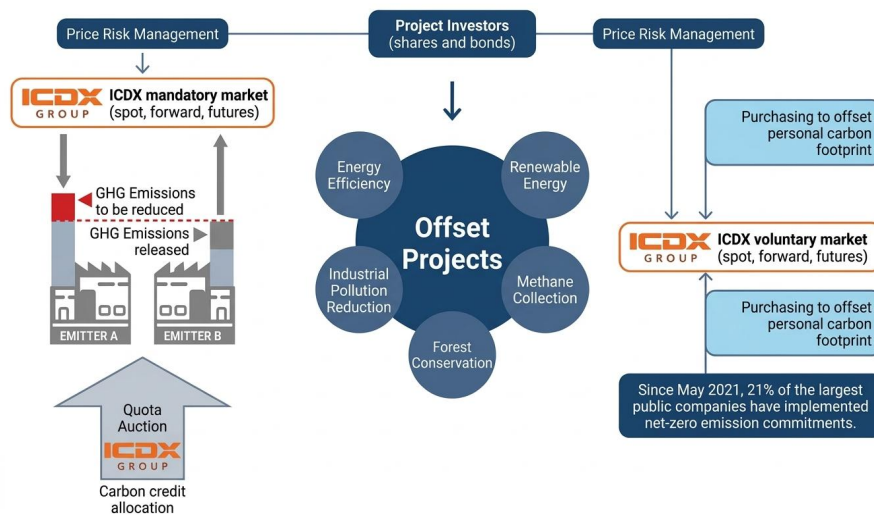 Price Risk Management
Project Investors
(shares and bonds)
Price Risk Management
ICDX
GROUP
ICDX mandatory market
(spot, forward, futures)
GHG Emissions
to be reduced
GHG Emissions
released
EMITTER A
EMITTER B
Quota
Auction
ICDX
GROUP
Carbon credit
allocation
Energy
Efficiency
Renewable
Energy
Offset
Projects
Industrial
Pollution
Reduction
Methane
Collection
Forest
Conservation
Purchasing to offset
personal carbon
footprint
ICDX
GROUP
ICDX voluntary market
(spot, forward, futures)
Purchasing to offset
personal carbon
footprint
Since May 2021, 21% of the largest
public companies have implemented
net-zero emission commitments.